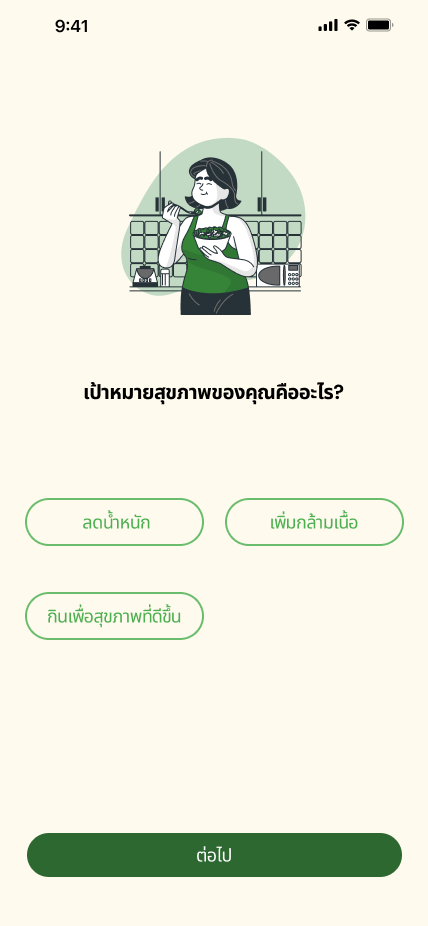 9:41
เป้าหมายสุขภาพของคุณคืออะไร?
ลดน้ำหนัก
เพิ่มกล้ามเนื้อ
กินเพื่อสุขภาพที่ดีขึ้น
ต่อไป